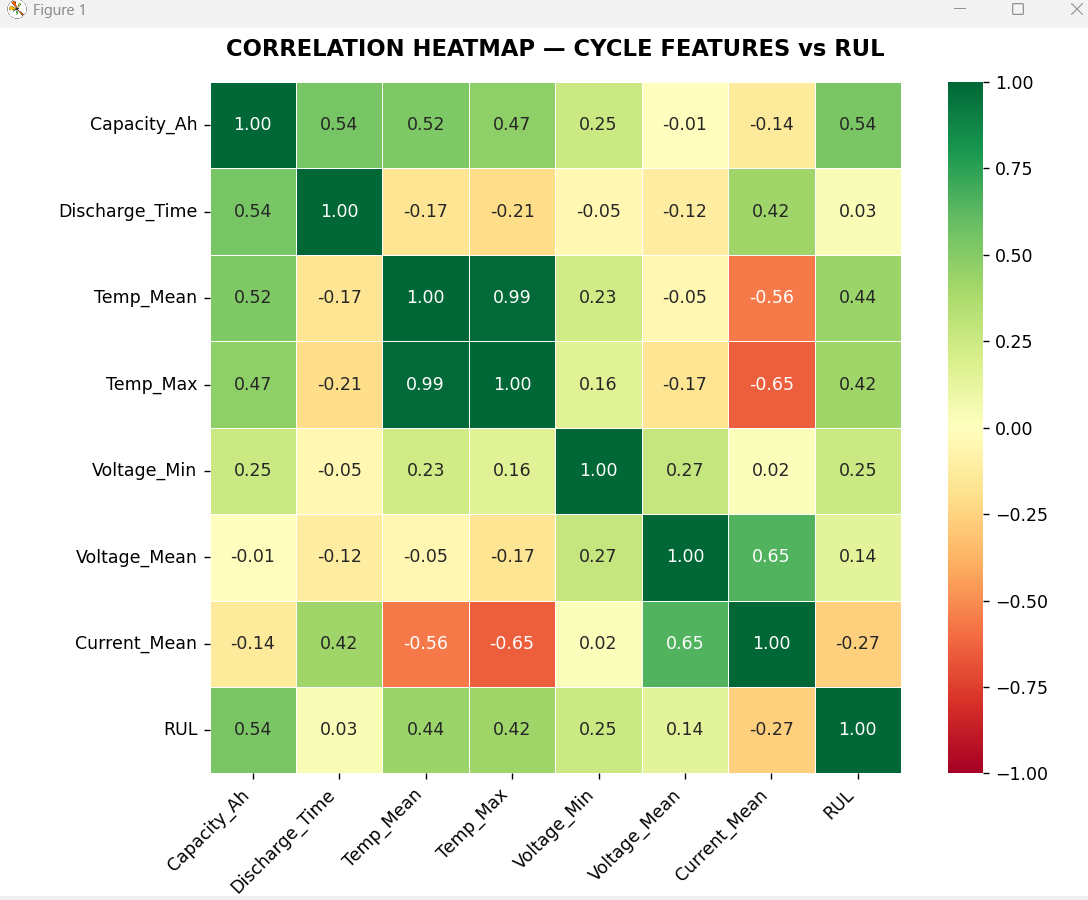 Figure 1
CORRELATION HEATMAP — CYCLE FEATURES vs RUL
Capacity_Ah 1.00 0.54 0.52 0.47 0.25 -0.01 -0.14 0.54
Discharge_Time 0.54 1.00 -0.17 -0.21 -0.05 -0.12 0.42 0.03
Temp_Mean 0.52 -0.17 1.00 0.99 0.23 -0.05 -0.56 0.44
Temp_Max 0.47 -0.21 0.99 1.00 0.16 -0.17 -0.65 0.42
Voltage_Min 0.25 -0.05 0.23 0.16 1.00 0.27 0.02 0.25
Voltage_Mean -0.01 -0.12 -0.05 -0.17 0.27 1.00 0.65 0.14
Current_Mean -0.14 0.42 -0.56 -0.65 0.02 0.65 1.00 -0.27
RUL 0.54 0.03 0.44 0.42 0.25 0.14 -0.27 1.00
Capacity_Ah Discharge_Time Temp_Mean Temp_Max Voltage_Min Voltage_Mean Current_Mean RUL
1.00
0.75
0.50
0.25
0.00
−0.25
−0.50
−0.75
−1.00